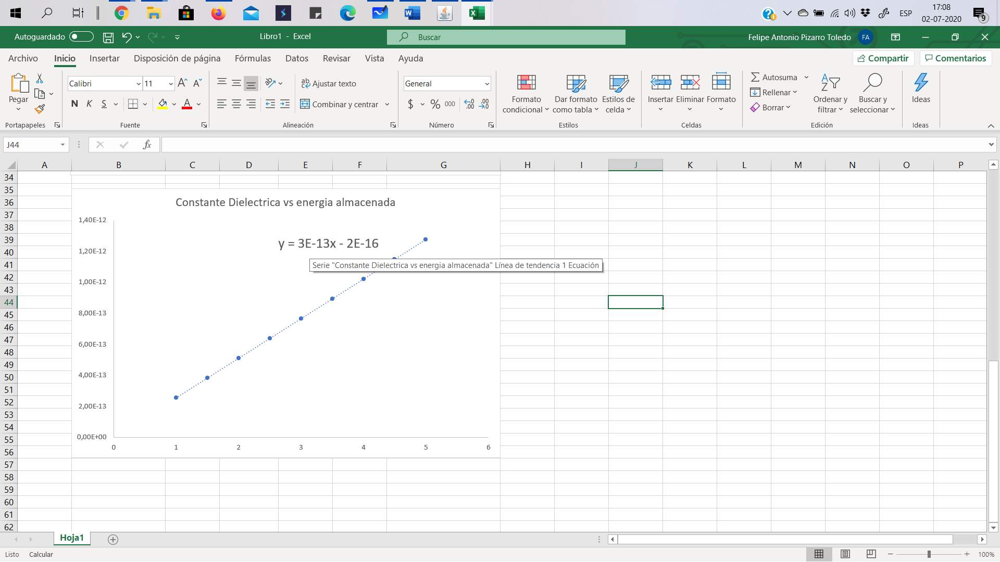 ESP
17:08
02-07-2020
9
Autoguardado
Libro1 - Excel
Buscar
Felipe Antonio Pizarro Toledo
FA
Archivo Inicio Insertar Disposición de página Fórmulas Datos Revisar Vista Ayuda
Compartir
Comentarios
Pegar
Portapapeles
Calibri
11
N K S
Fuente
Ajustar texto
Combinar y centrar
Alineación
General
$ % 000
Número
Formato
condicional
Dar formato
como tabla
Estilos de
celda
Estilos
Insertar Eliminar Formato
Celdas
Autosuma
Rellenar
Borrar
Ordenar y
filtrar
Buscar y
seleccionar
Edición
Ideas
Ideas
J44
fx
A B C D E F G H I J K L M N O P
34
35
36
37
38
39
40
41
42
43
44
45
46
47
48
49
50
51
52
53
54
55
56
57
58
59
60
61
62
Constante Dielectrica vs energia almacenada
y = 3E-13x - 2E-16
Serie "Constante Dielectrica vs energia almacenada" Línea de tendencia 1 Ecuación
1,40E-12
1,20E-12
1,00E-12
8,00E-13
6,00E-13
4,00E-13
2,00E-13
0,00E+00
0 1 2 3 4 5 6
Hoja1
Listo
Calcular
100%